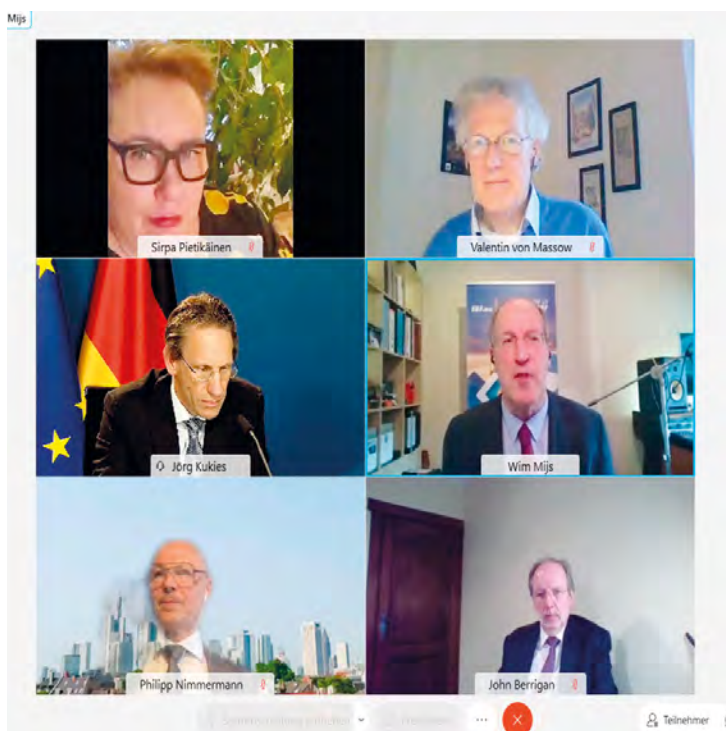 Mijs
Sirpa Pietikäinen
Valentin von Massow
Jörg Kukies
Wim Mijs
Philipp Nimmermann
John Berrigan
Teilnehmer